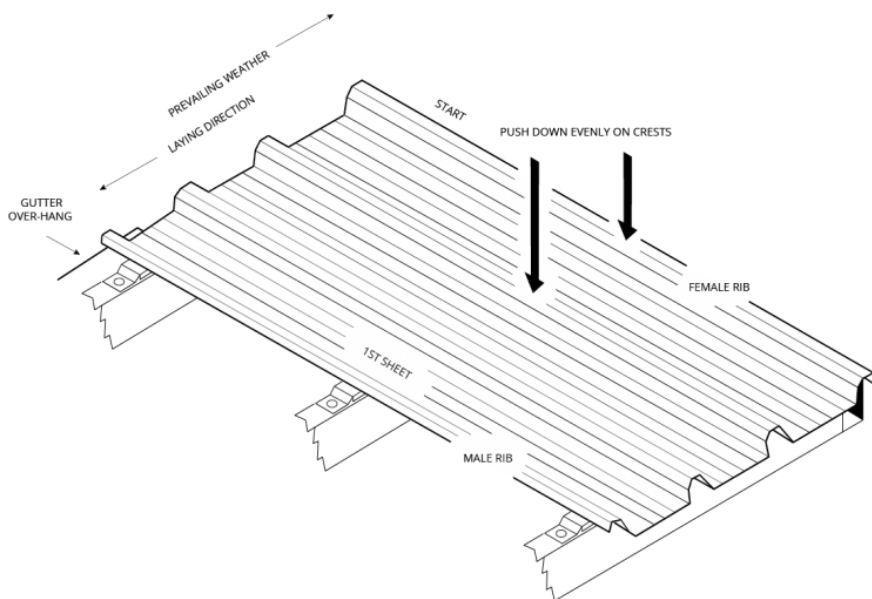 PREVAILING WEATHER
LAYING DIRECTION
START
PUSH DOWN EVENLY ON CRESTS
GUTTER
OVER-HANG
FEMALE RIB
1ST SHEET
MALE RIB